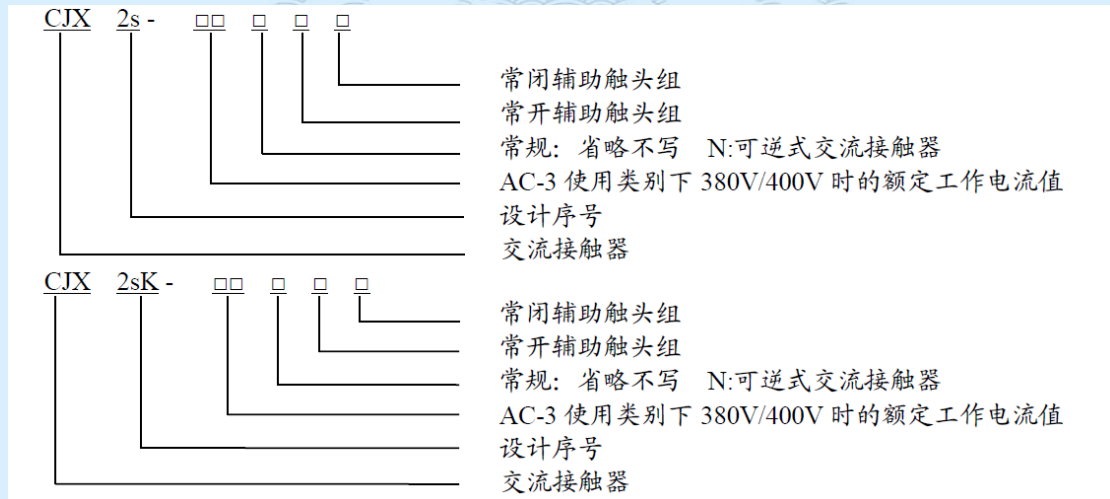 CJX 2s - □□ □ □ □
常闭辅助触头组
常开辅助触头组
常规：省略不写 N:可逆式交流接触器
AC-3 使用类别下 380V/400V 时的额定工作电流值
设计序号
交流接触器
CJX 2sK - □□ □ □ □
常闭辅助触头组
常开辅助触头组
常规：省略不写 N:可逆式交流接触器
AC-3 使用类别下 380V/400V 时的额定工作电流值
设计序号
交流接触器